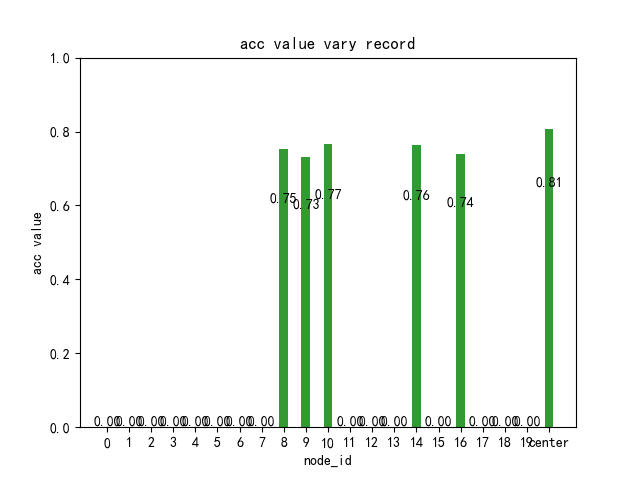 acc value vary record
1.0
0.8
0.6
0.4
0.2
0.0
acc value
0.00 0.00 0.00 0.00 0.00 0.00 0.00 0.00 0.75 0.73 0.77 0.00 0.00 0.00 0.76 0.00 0.74 0.00 0.00 0.00 0.81
0 1 2 3 4 5 6 7 8 9 10 11 12 13 14 15 16 17 18 19 center
node_id